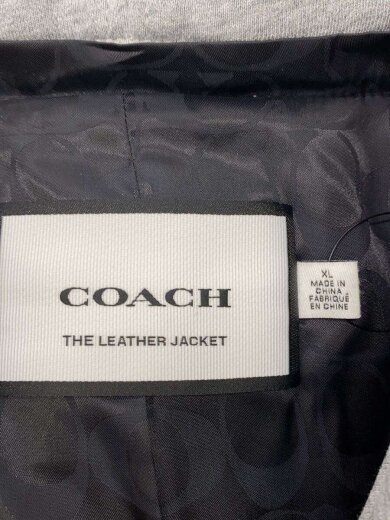 COACH
THE LEATHER JACKET
XL
MADE IN
CHINA
FABRIQUÉ
EN CHINE